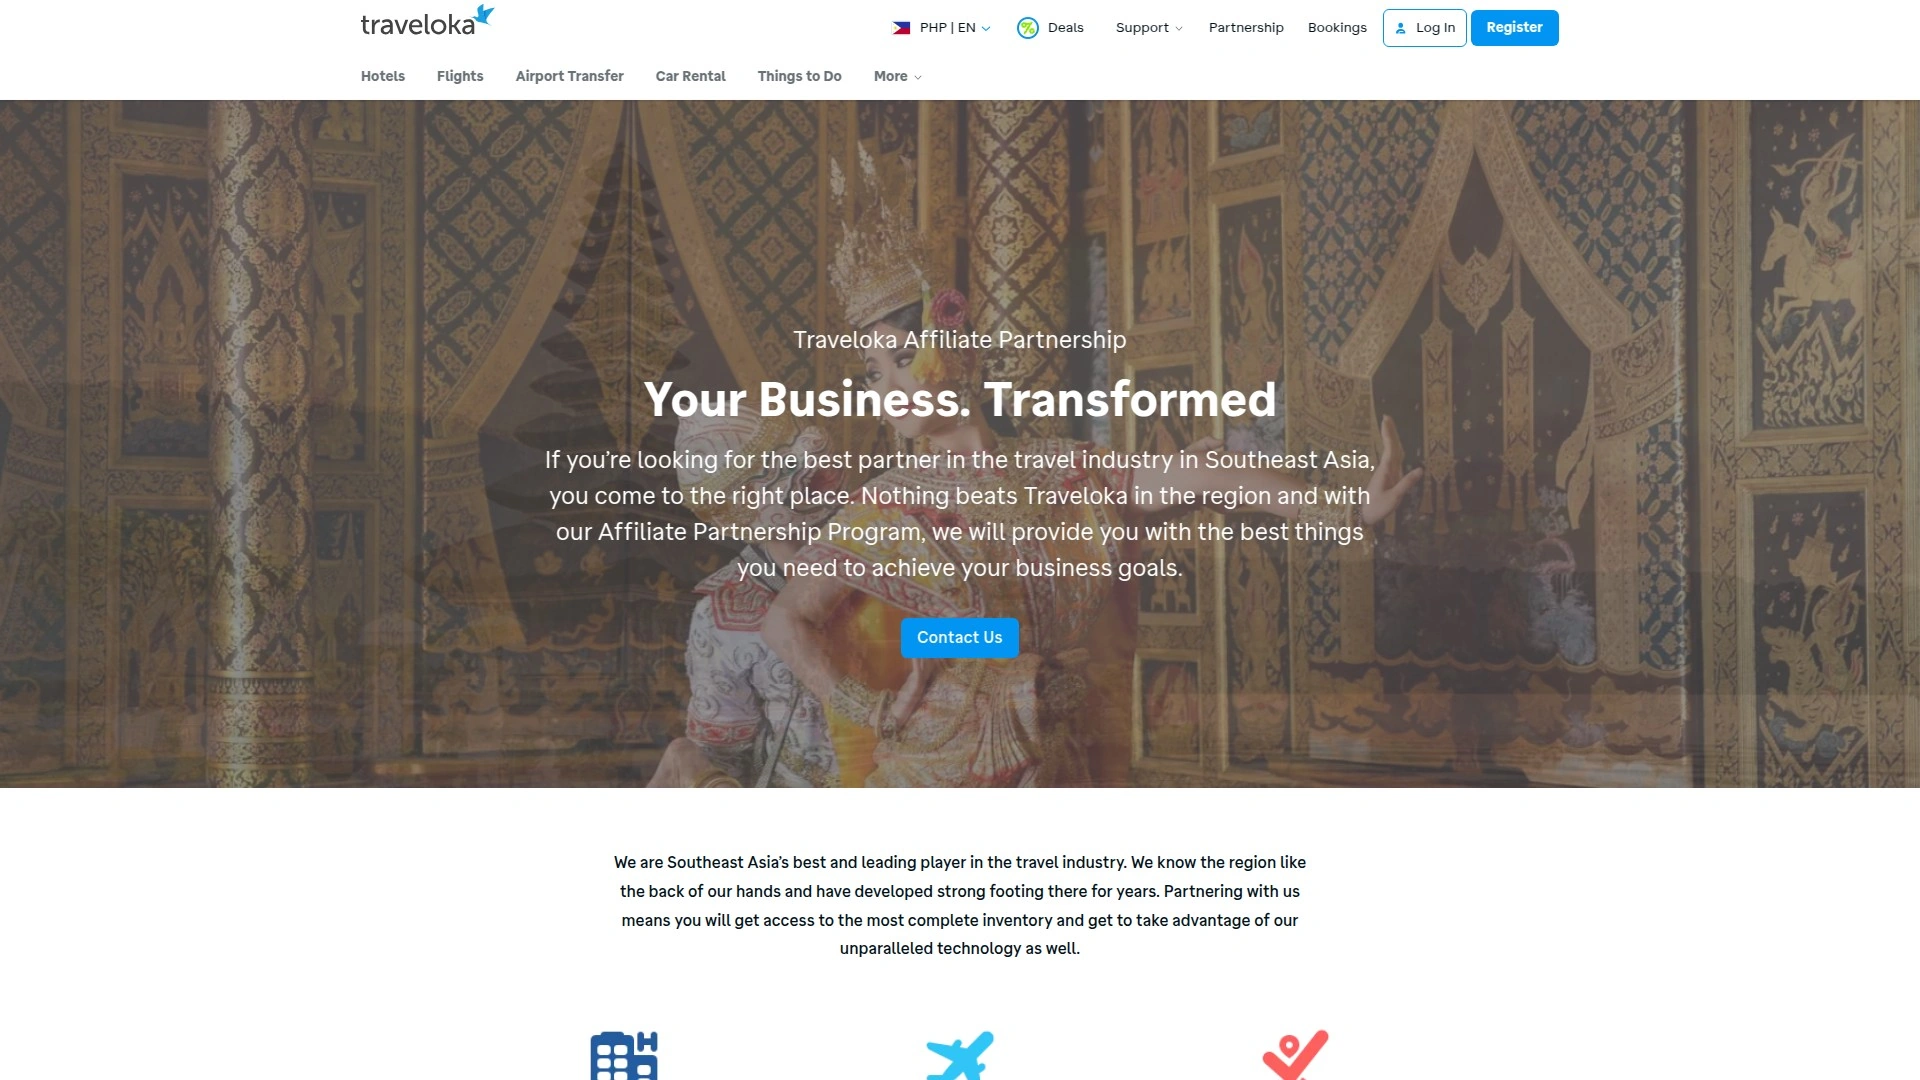 traveloka
PHP | EN
Deals
Support
Partnership
Bookings
Log In
Register
Hotels
Flights
Airport Transfer
Car Rental
Things to Do
More
Traveloka Affiliate Partnership
Your Business. Transformed
If you’re looking for the best partner in the travel industry in Southeast Asia,
you come to the right place. Nothing beats Traveloka in the region and with
our Affiliate Partnership Program, we will provide you with the best things
you need to achieve your business goals.
Contact Us
We are Southeast Asia’s best and leading player in the travel industry. We know the region like
the back of our hands and have developed strong footing there for years. Partnering with us
means you will get access to the most complete inventory and get to take advantage of our
unparalleled technology as well.